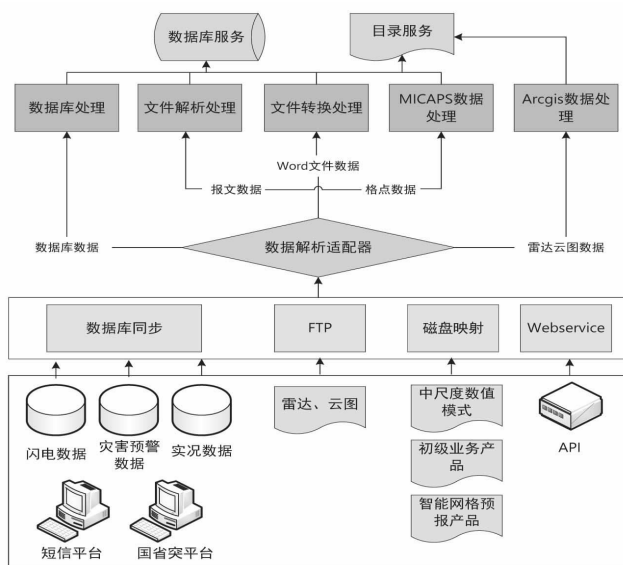 数据库服务
目录服务
数据库处理
文件解析处理
文件转换处理
MICAPS数据
处理
Arcgis数据处
理
Word文件数据
报文数据
格点数据
数据库数据
数据解析适配器
雷达云图数据
数据库同步
FTP
磁盘映射
Webservice
闪电数据
灾害预警
数据
实况数据
雷达、云图
中尺度数值
模式
初级业务产
品
智能网格预
报产品
API
短信平台
国省突平台